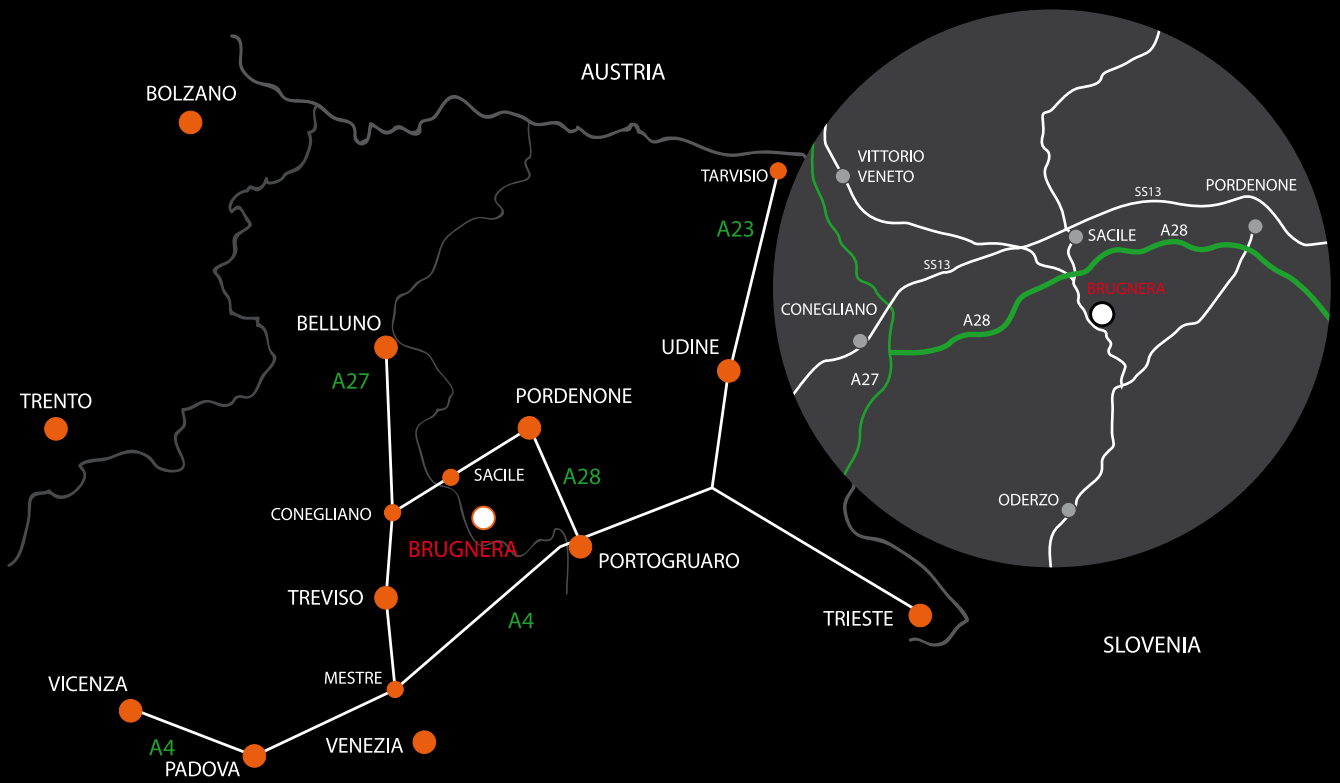 AUSTRIA
BOLZANO
TARVISIO
A23
BELLUNO
A27
UDINE
TRENTO
PORDENONE
SACILE
A28
CONEGLIANO
BRUGNERA
PORTOGRUARO
TREVISO
A4
TRIESTE
MESTRE
VICENZA
A4
PADOVA
VENEZIA
SLOVENIA
VITTORIO
VENETO
SS13
PORDENONE
SACILE
A28
SS13
BRUGNERA
CONEGLIANO
A28
A27
ODERZO